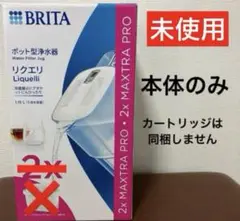 BRITA
ポット型浄水器
Water Filter Jug
リクエリ
Liquelli
2x
2x MAXTRA PRO • 2x MAXTRA PRO
未使用
本体のみ
カートリッジは
同梱しません